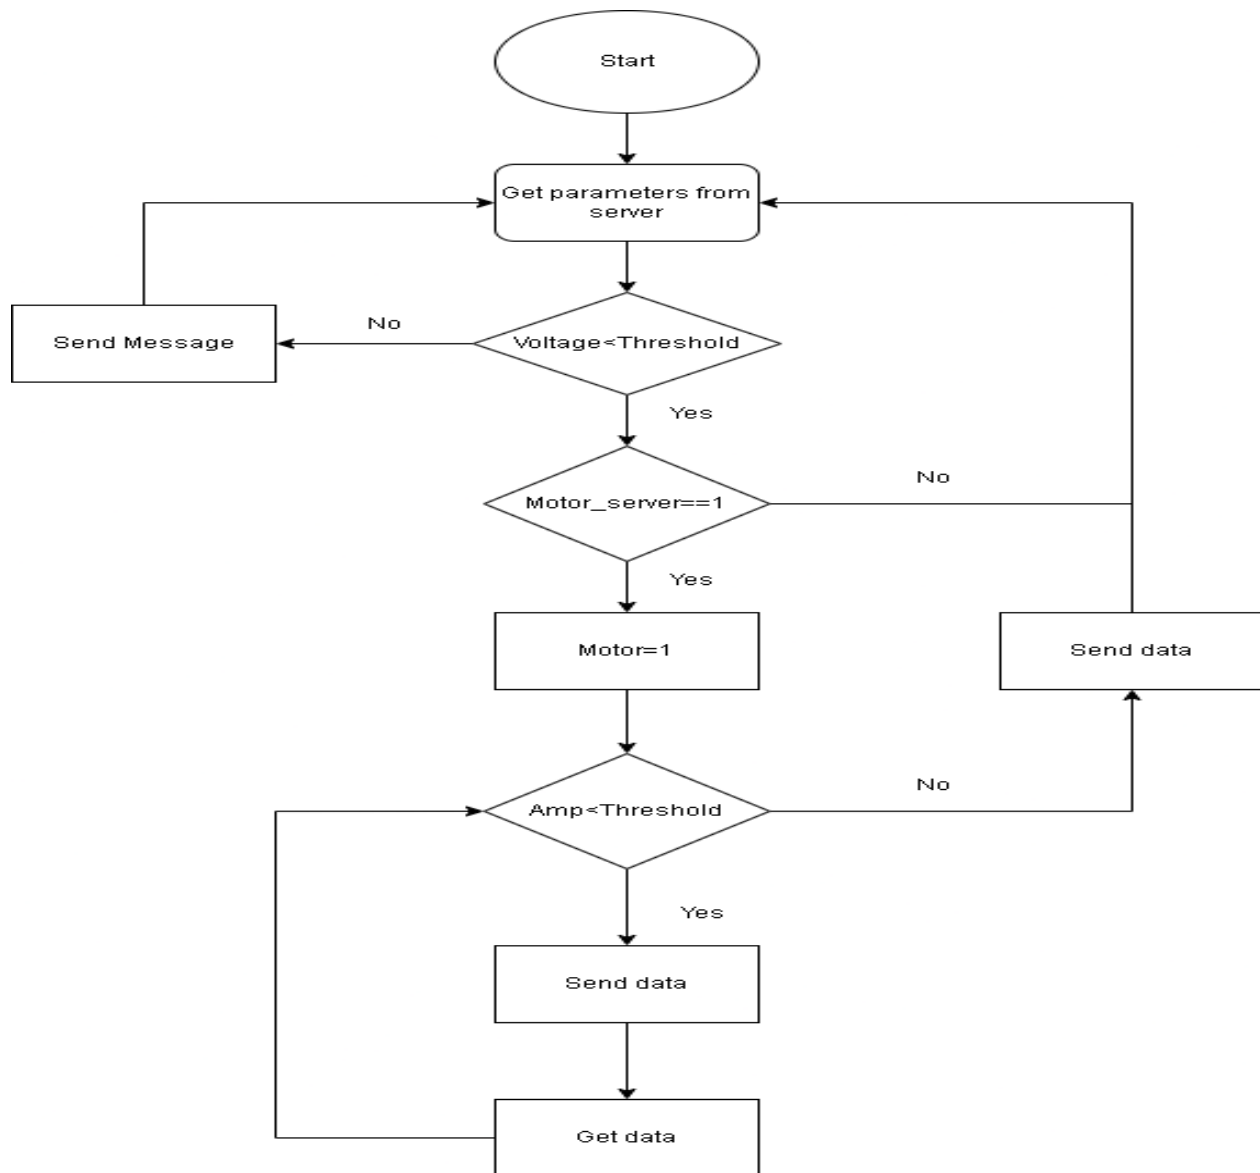 Start
Get parameters from
server
No
Send Message
Voltage<Threshold
Yes
No
Motor_server==1
Yes
Motor=1
Send data
No
Amp<Threshold
Yes
Send data
Get data